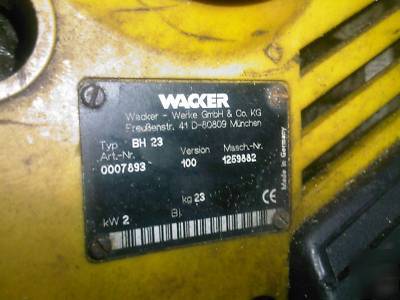 WACKER
Wacker - Werke GmbH & Co. KG
Preußenstr. 41 D-80809 München
Typ BH 23
Art.-Nr. Version Masch.-Nr.
0007893 100 1259882
kg 23
kW 2 Bj.
CE
Made in Germany